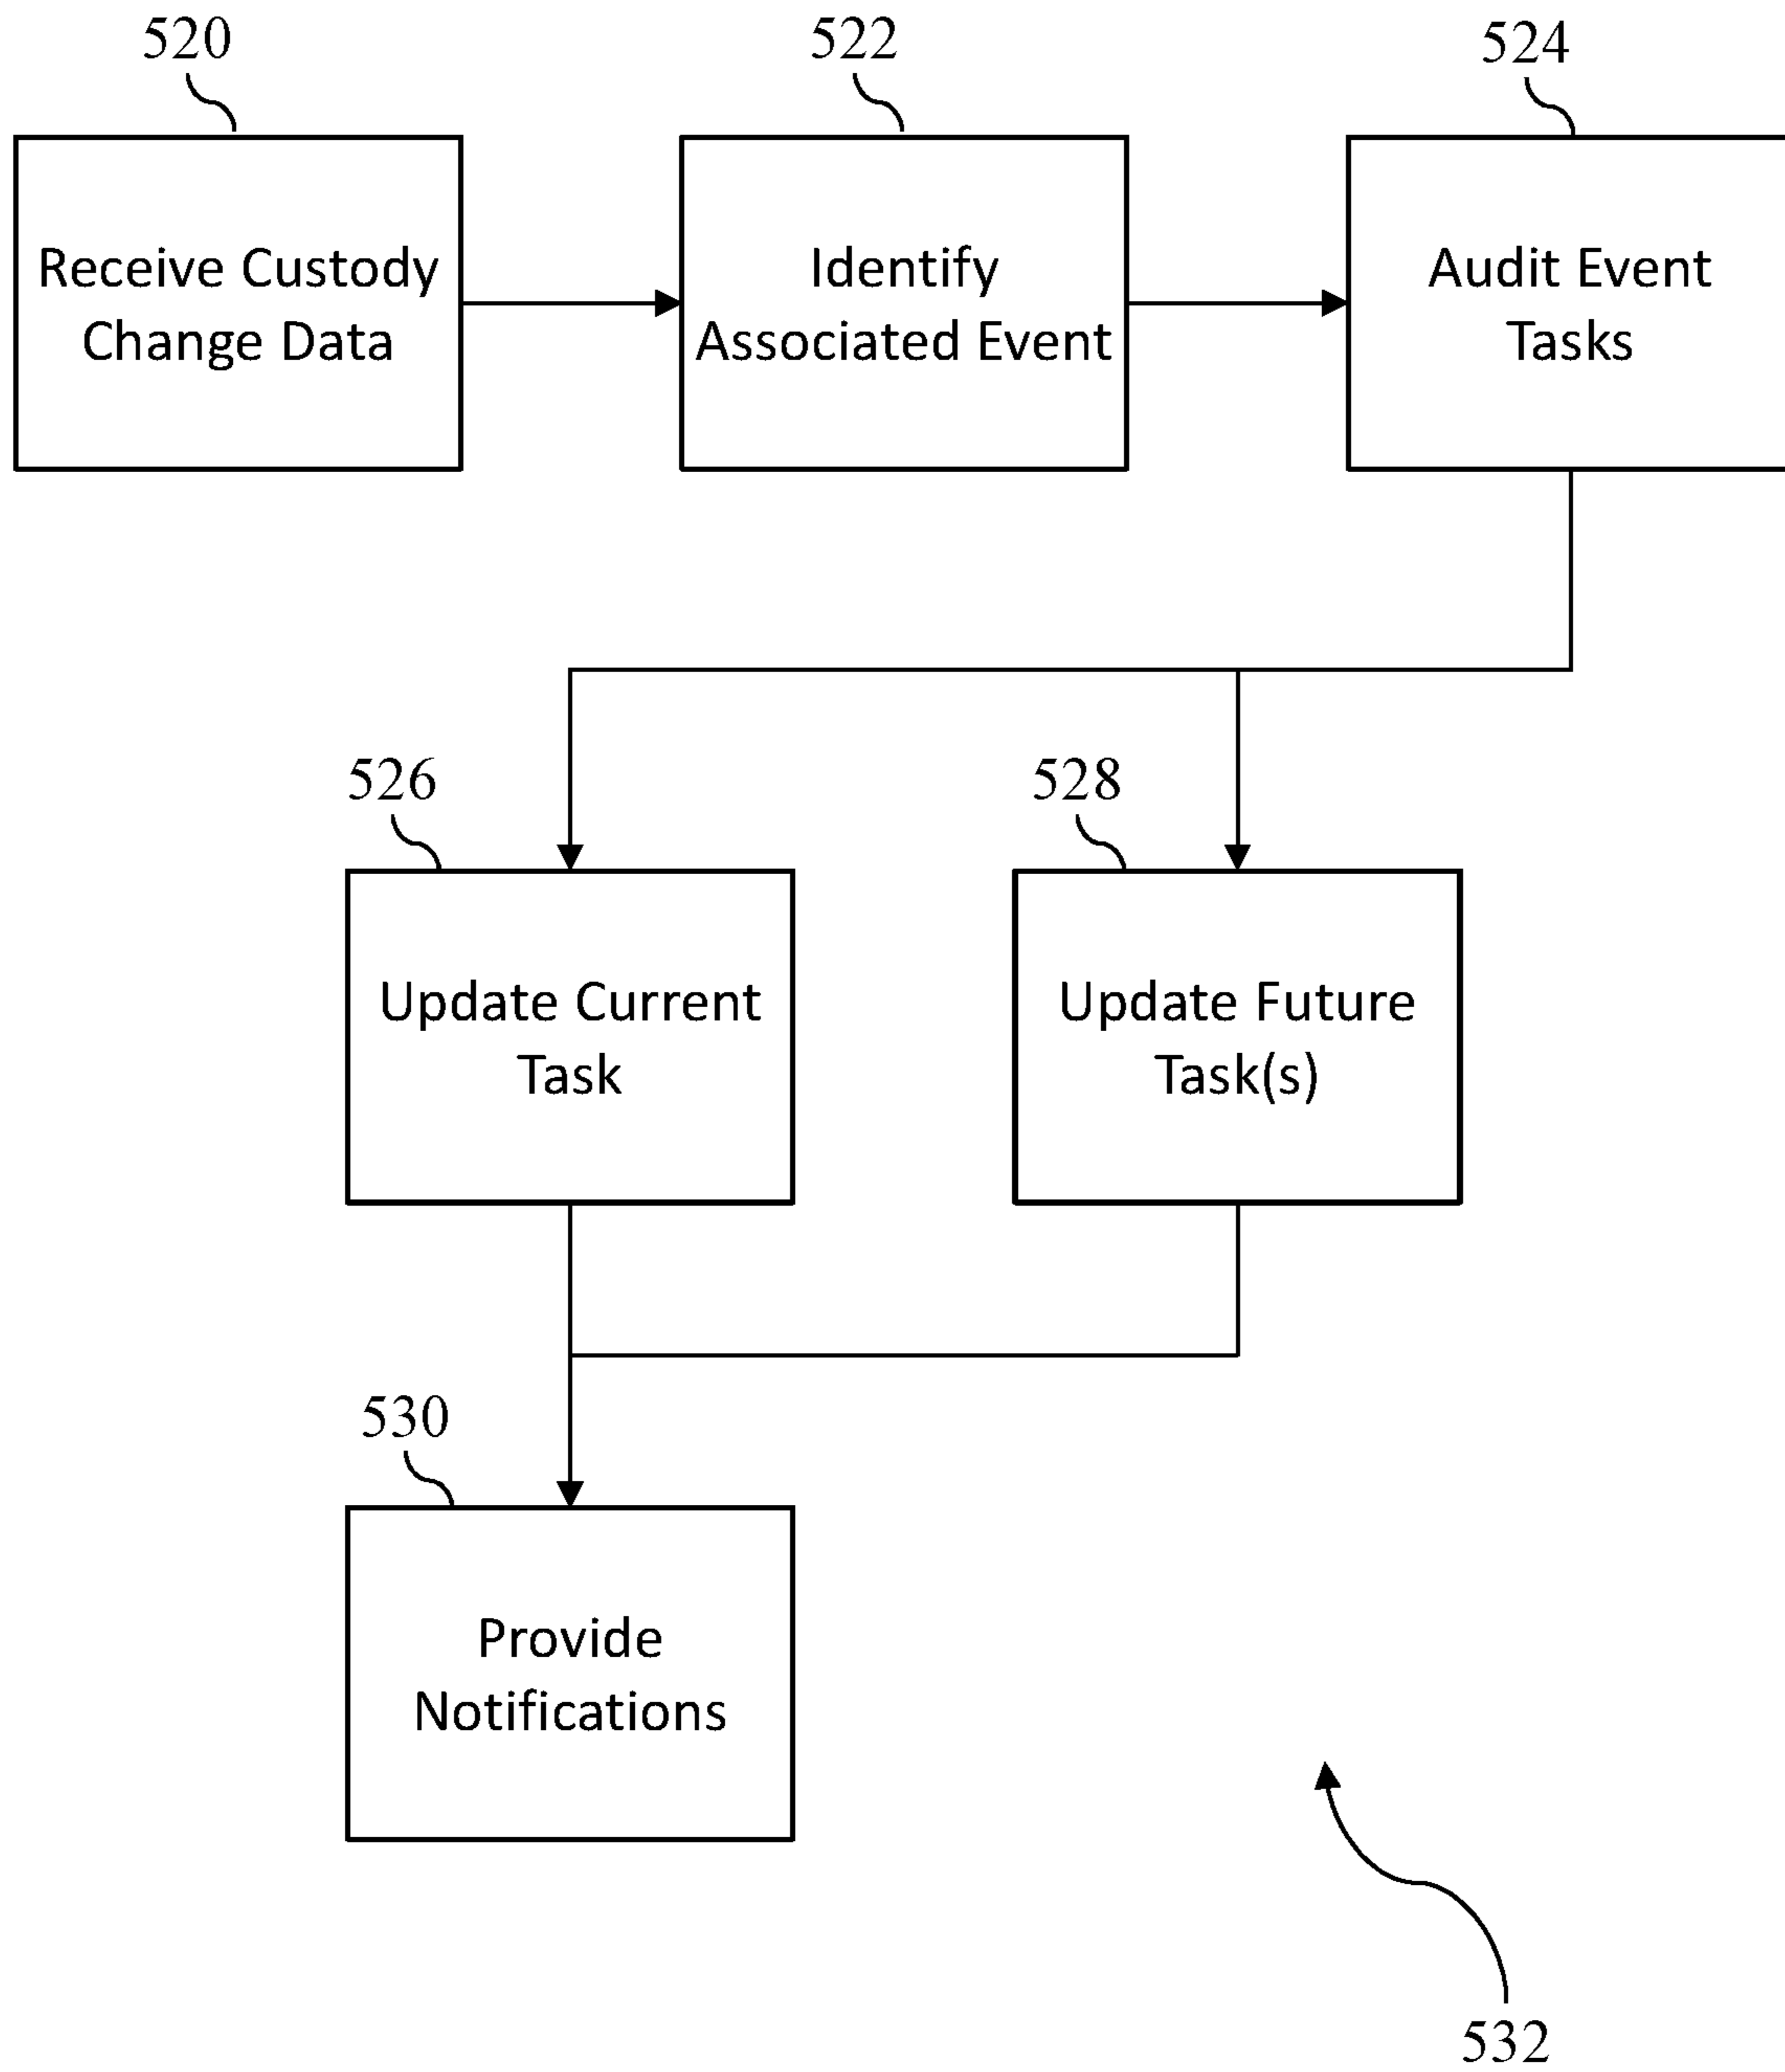 520
522
524
Receive Custody
Change Data
Identify
Associated Event
Audit Event
Tasks
526
528
Update Current
Task
Update Future
Task(s)
530
Provide
Notifications
532